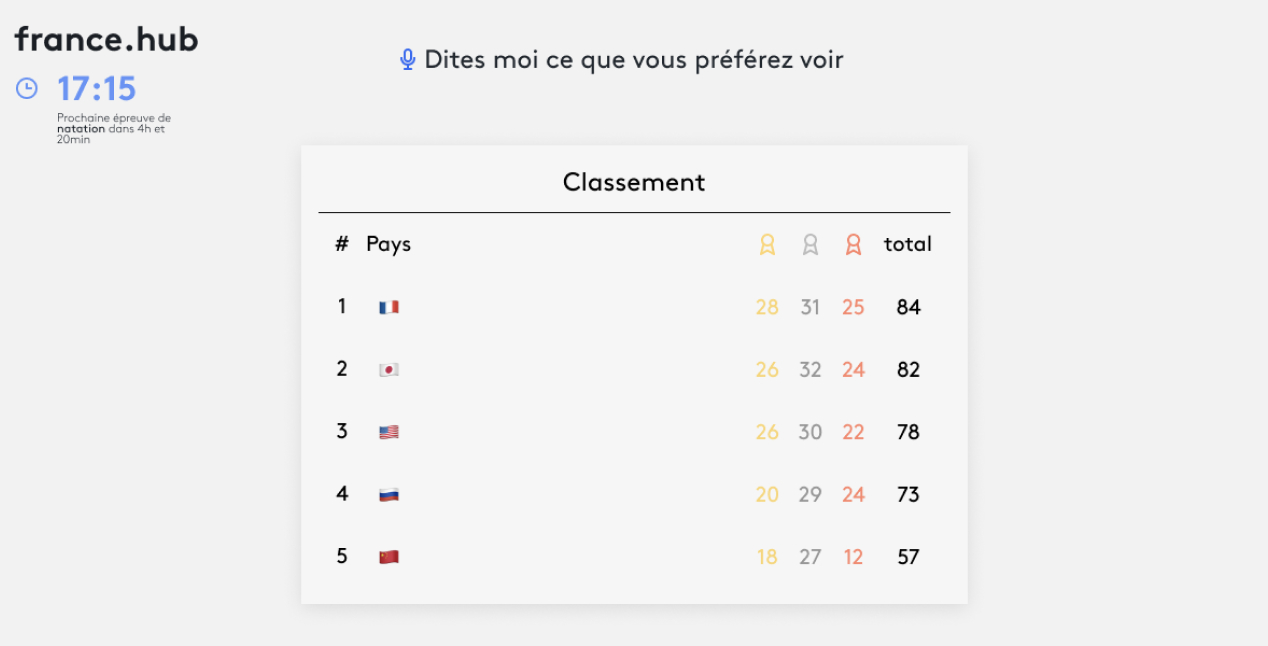 france.hub
17:15
Prochaine épreuve de
natation dans 4h et
20min
Dites moi ce que vous préférez voir
Classement
# Pays total
1 28 31 25 84
2 26 32 24 82
3 26 30 22 78
4 20 29 24 73
5 18 27 12 57